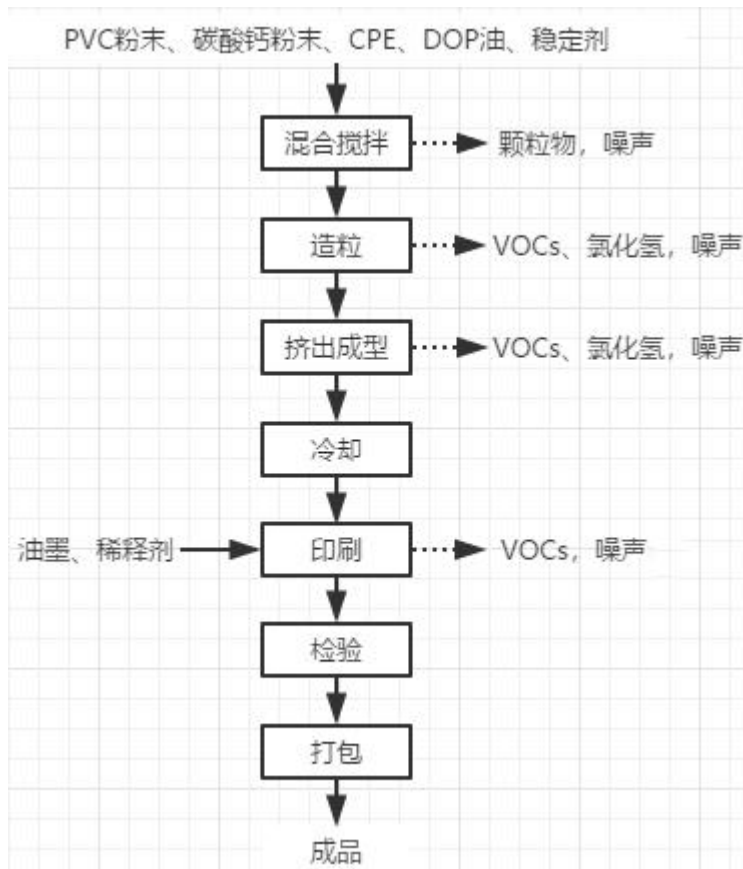 PVC粉末、碳酸钙粉末、CPE、DOP油、稳定剂
混合搅拌
颗粒物，噪声
造粒
VOCs、氯化氢，噪声
挤出成型
VOCs、氯化氢，噪声
冷却
油墨、稀释剂
印刷
VOCs，噪声
检验
打包
成品